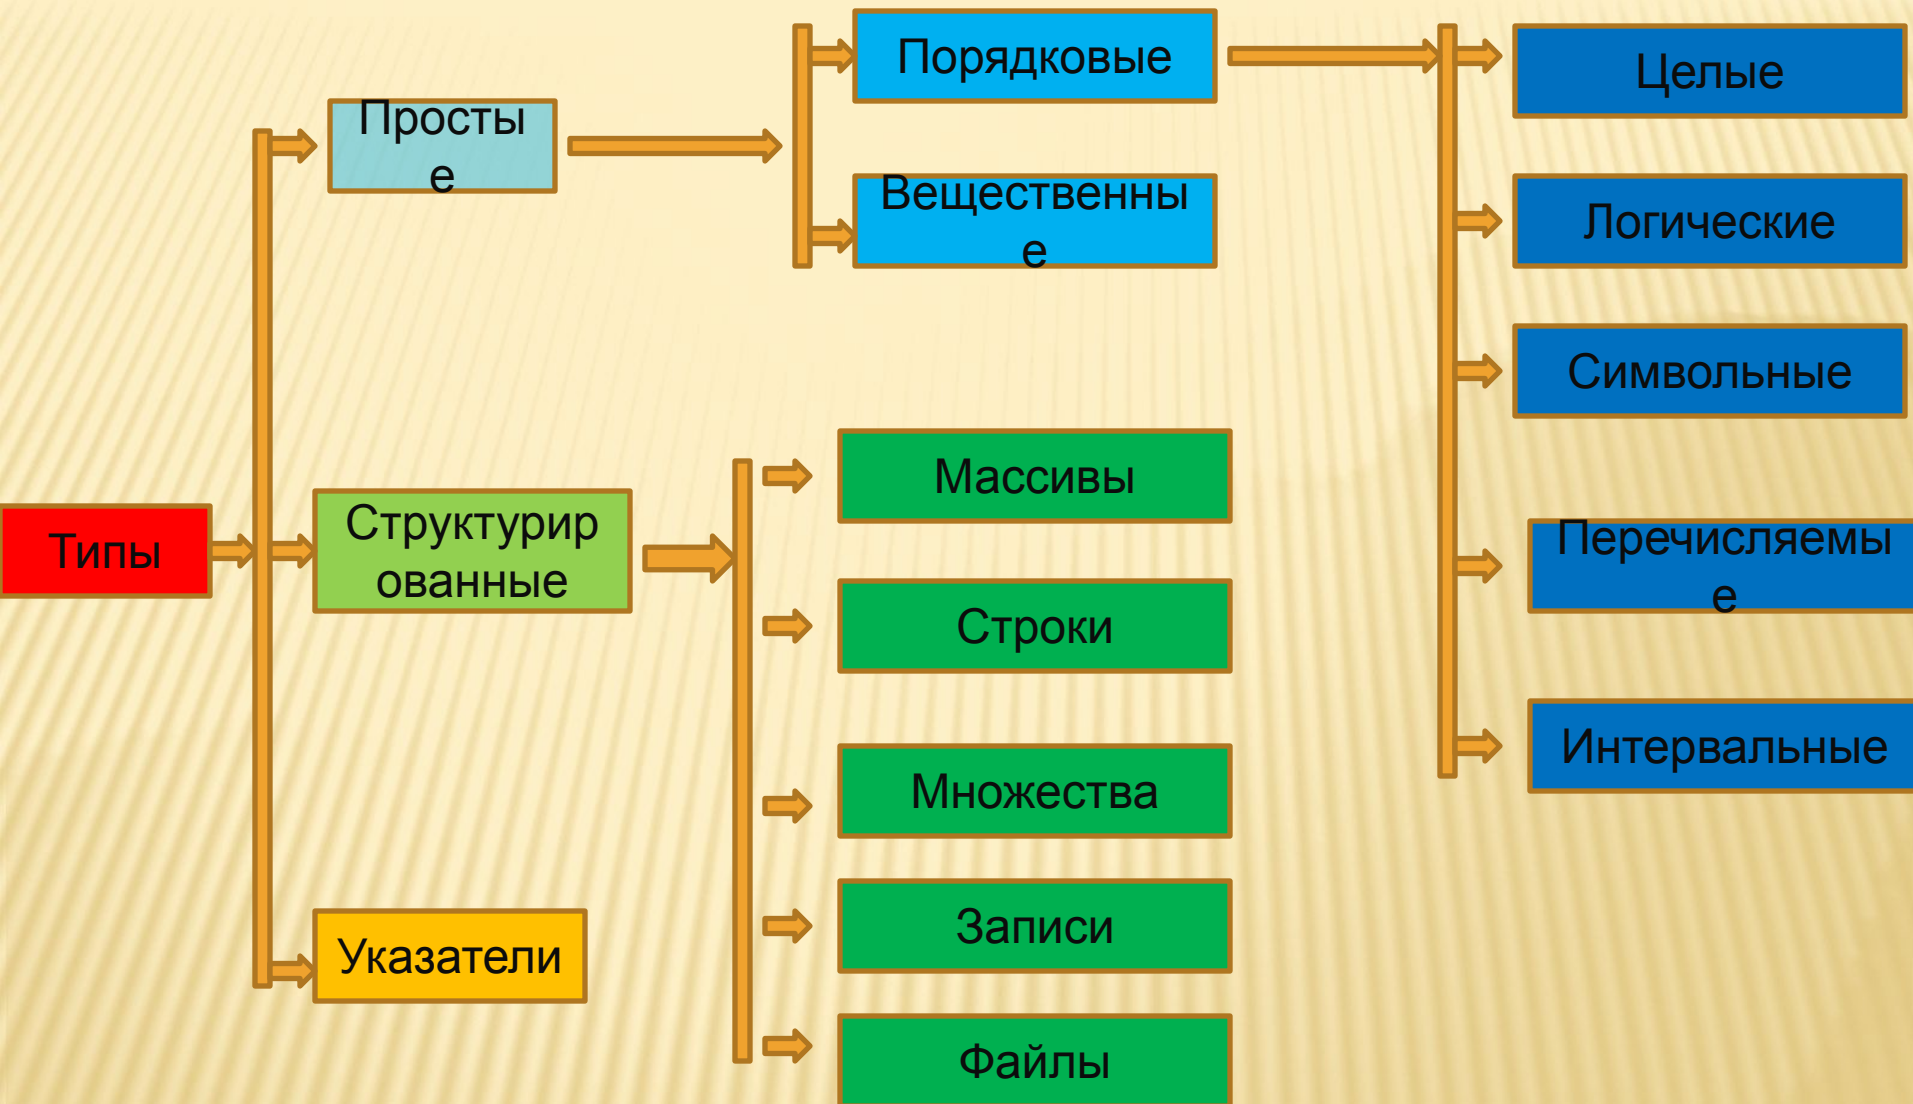 Типы
Просты
е
Структурир
ованные
Указатели
Порядковые
Вещественны
е
Массивы
Строки
Множества
Записи
Файлы
Целые
Логические
Символьные
Перечисляемы
е
Интервальные